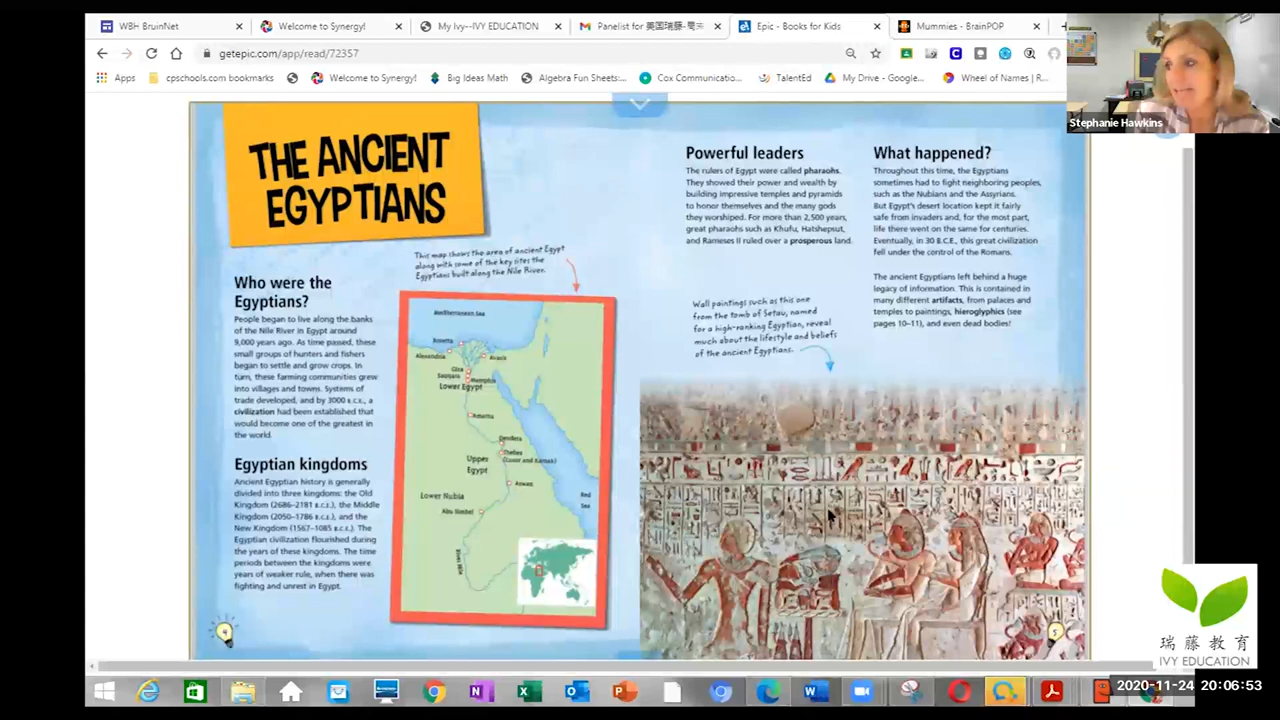 WBH BruinNet
Welcome to Synergy!
My Ivy--IVY EDUCATION
Panelist for 英国瑞藤-
Epic - Books for Kids
Mummies - BrainPOP
getepic.com/app/read/72357
Apps
cpschools.com bookmarks
Welcome to Synergy!
Big Ideas Math
Algebra Fun Sheets:...
Cox Communicatio...
TalentEd
My Drive - Google...
Wheel of Names | R...
Stephanie Hawkins
THE ANCIENT
EGYPTIANS
This map shows the area of ancient Egypt
along with some of the key sites the
Egyptians built along the Nile River.
Who were the
Egyptians?
People began to live along the banks
of the Nile River in Egypt around
9,000 years ago. As time passed, these
small groups of hunters and fishers
began to settle and grow crops. In
turn, these farming communities grew
into villages and towns. Systems of
trade developed, and by 3000 B.C.E., a
civilization had been established that
would become one of the greatest in
the world.
Egyptian kingdoms
Ancient Egyptian history is generally
divided into three kingdoms: the Old
Kingdom (2686–2181 B.C.E.), the Middle
Kingdom (2050–1786 B.C.E.), and the
New Kingdom (1567–1085 B.C.E.). The
Egyptian civilization flourished during
the years of these kingdoms. The time
periods between the kingdoms were
years of weaker rule, when there was
fighting and unrest in Egypt.
4
Mediterranean Sea
Rosetta
Alexandria
Avaris
Giza
Saqqara
Memphis
Lower Egypt
Amarna
Dendera
Thebes
(Luxor and Karnak)
Upper
Egypt
Aswan
Lower Nubia
Abu Simbel
Red
Sea
River Nile
Powerful leaders
The rulers of Egypt were called pharaohs.
They showed their power and wealth by
building impressive temples and pyramids
to honor themselves and the many gods
they worshiped. For more than 2,500 years,
great pharaohs such as Khufu, Hatshepsut,
and Rameses II ruled over a prosperous land.
Wall paintings such as this one
from the tomb of Setau, named
for a high-ranking Egyptian, reveal
much about the lifestyle and beliefs
of the ancient Egyptians.
What happened?
Throughout this time, the Egyptians
sometimes had to fight neighboring peoples,
such as the Nubians and the Assyrians.
But Egypt's desert location kept it fairly
safe from invaders and, for the most part,
life there went on the same for centuries.
Eventually, in 30 B.C.E., this great civilization
fell under the control of the Romans.
The ancient Egyptians left behind a huge
legacy of information. This is contained in
many different artifacts, from palaces and
temples to paintings, hieroglyphics (see
pages 10–11), and even dead bodies!
5
瑞藤教育
IVY EDUCATION
2020-11-24 20:06:53